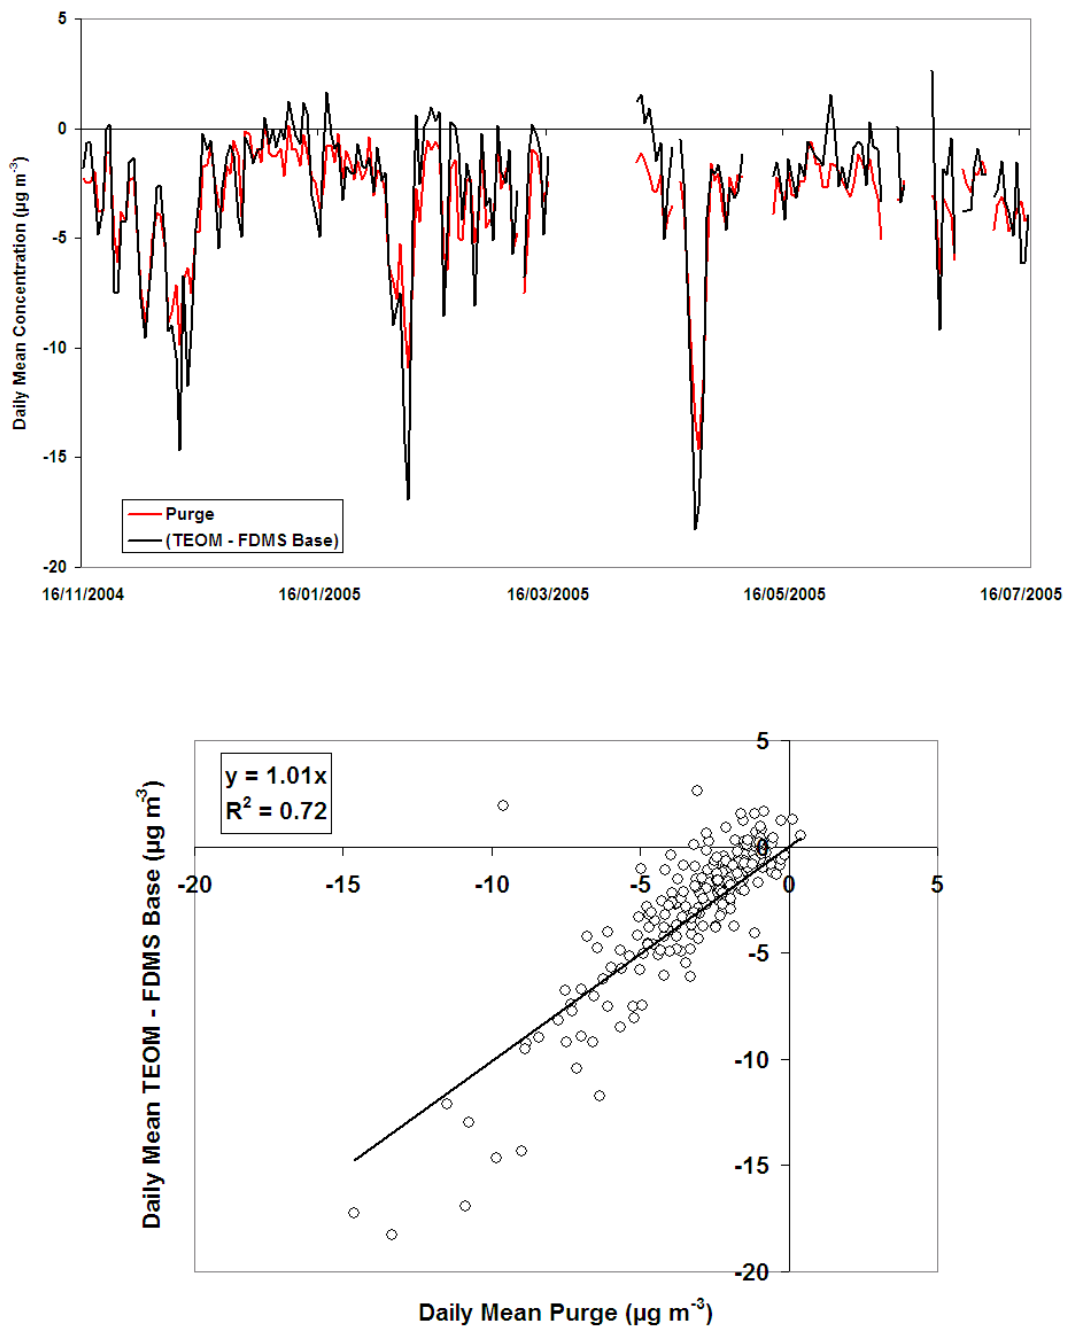 5
0
-5
-10
-15
-20
Daily Mean Concentration (µg m⁻³)
Purge
(TEOM - FDMS Base)
16/11/2004 16/01/2005 16/03/2005 16/05/2005 16/07/2005
y = 1.01x
R² = 0.72
5
0
-20 -15 -10 -5 0 5
-5
-10
-15
-20
Daily Mean TEOM - FDMS Base (µg m⁻³)
Daily Mean Purge (µg m⁻³)